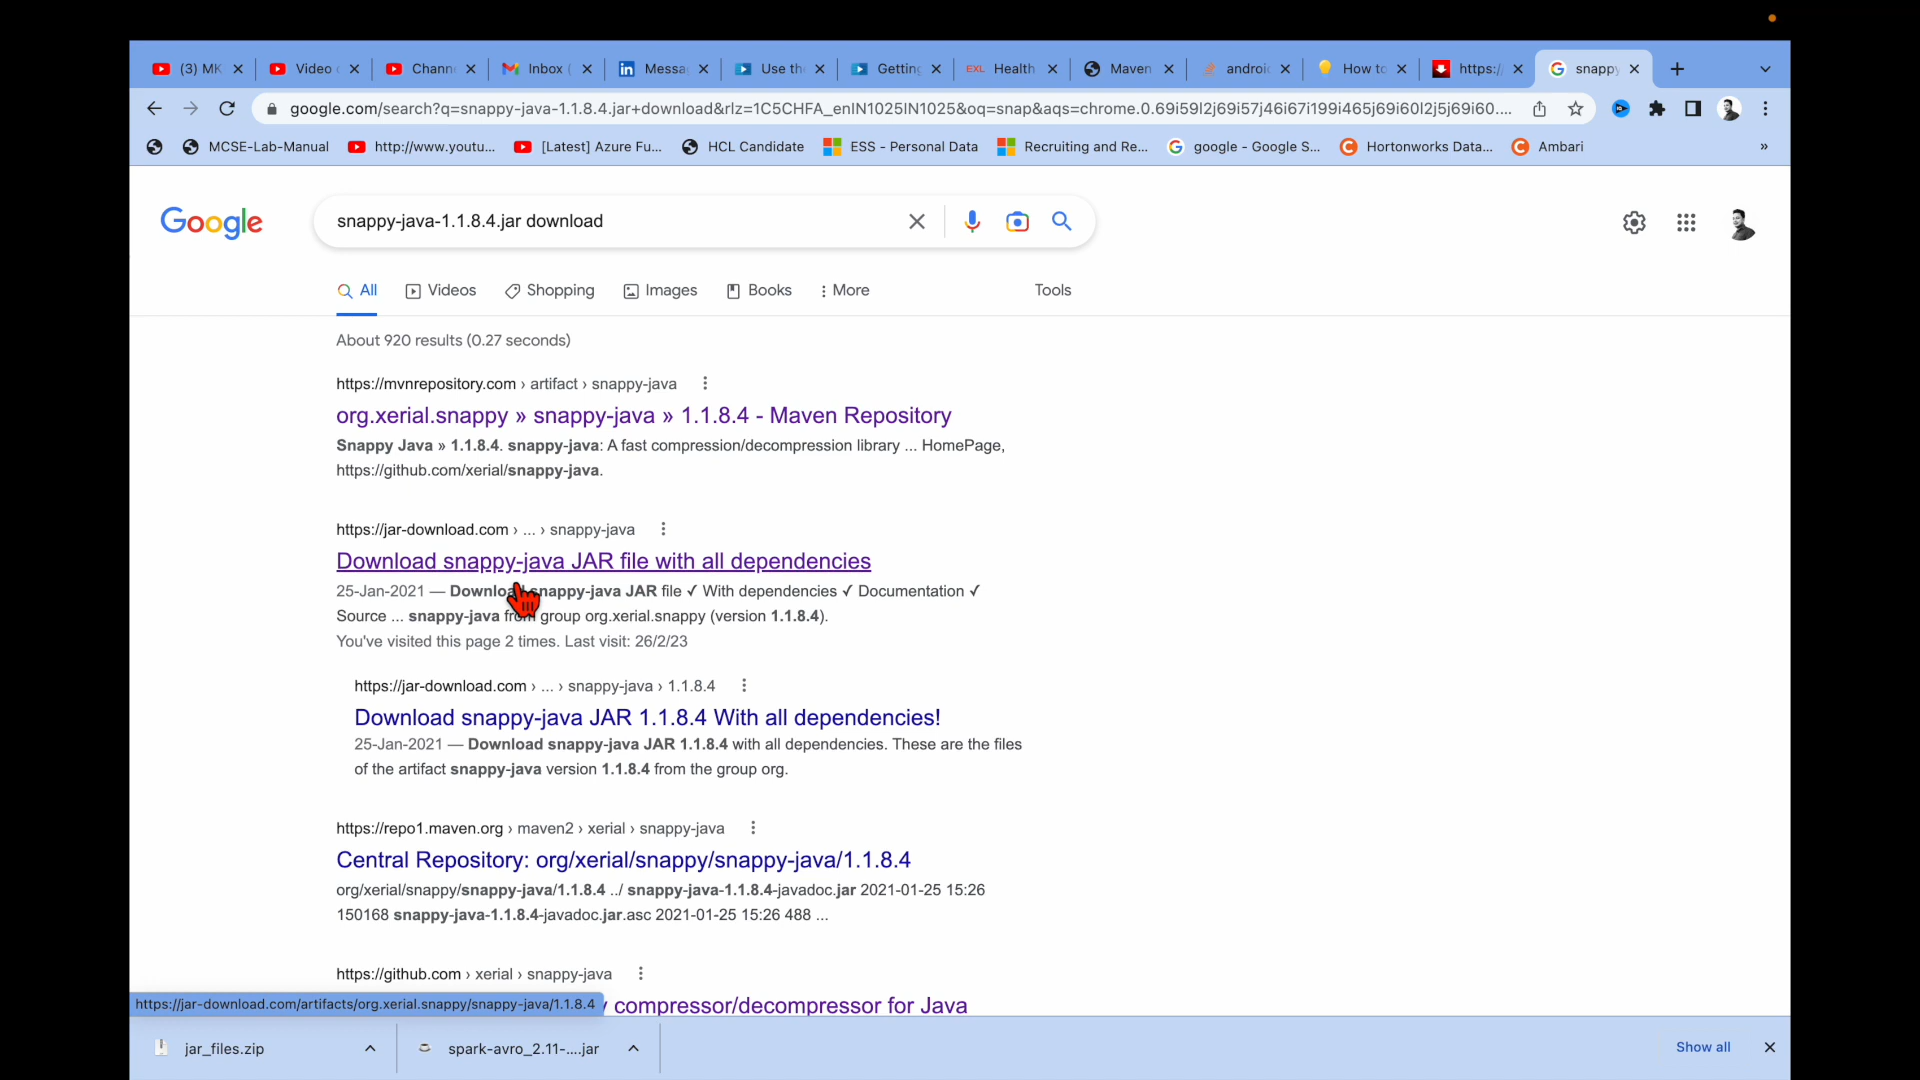 (3) MK
Video
Chann
Inbox (
Messa
Use th
Getting
EXL Health
Maven
androi
How to
https:/
snappy
google.com/search?q=snappy-java-1.1.8.4.jar+download&rlz=1C5CHFA_enIN1025IN1025&oq=snap&aqs=chrome.0.69i59l2j69i57j46i67i199i465j69i60l2j5j69i60....
MCSE-Lab-Manual
http://www.youtu...
[Latest] Azure Fu...
HCL Candidate
ESS - Personal Data
Recruiting and Re...
google - Google S...
Hortonworks Data...
Ambari
»
Google
snappy-java-1.1.8.4.jar download
All
Videos
Shopping
Images
Books
More
Tools
About 920 results (0.27 seconds)
https://mvnrepository.com › artifact › snappy-java
org.xerial.snappy » snappy-java » 1.1.8.4 - Maven Repository
Snappy Java » 1.1.8.4. snappy-java: A fast compression/decompression library ... HomePage,
https://github.com/xerial/snappy-java.
https://jar-download.com › ... › snappy-java
Download snappy-java JAR file with all dependencies
25-Jan-2021 — Download snappy-java JAR file ✓ With dependencies ✓ Documentation ✓
Source ... snappy-java from group org.xerial.snappy (version 1.1.8.4).
You've visited this page 2 times. Last visit: 26/2/23
https://jar-download.com › ... › snappy-java › 1.1.8.4
Download snappy-java JAR 1.1.8.4 With all dependencies!
25-Jan-2021 — Download snappy-java JAR 1.1.8.4 with all dependencies. These are the files
of the artifact snappy-java version 1.1.8.4 from the group org.
https://repo1.maven.org › maven2 › xerial › snappy-java
Central Repository: org/xerial/snappy/snappy-java/1.1.8.4
org/xerial/snappy/snappy-java/1.1.8.4 ../ snappy-java-1.1.8.4-javadoc.jar 2021-01-25 15:26
150168 snappy-java-1.1.8.4-javadoc.jar.asc 2021-01-25 15:26 488 ...
https://github.com › xerial › snappy-java
compressor/decompressor for Java
https://jar-download.com/artifacts/org.xerial.snappy/snappy-java/1.1.8.4
jar_files.zip
spark-avro_2.11-....jar
Show all